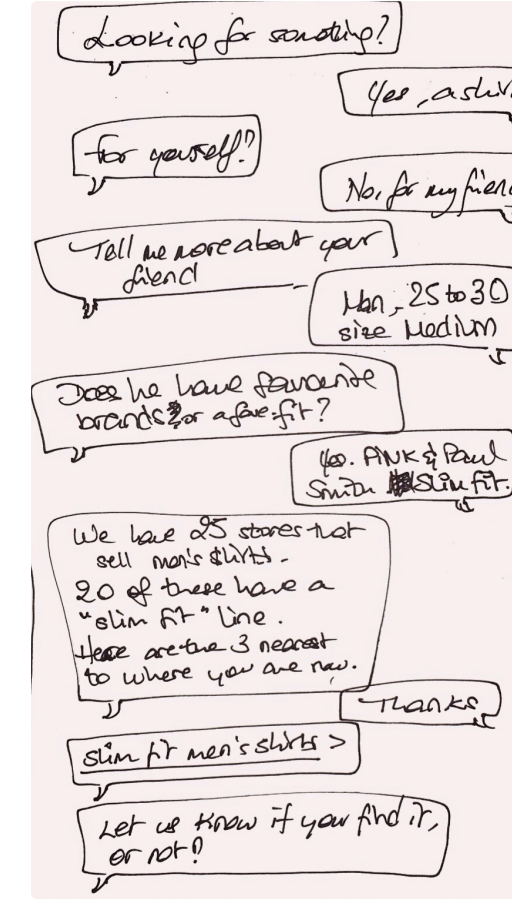 Looking for something?
Yes, a shir
For yourself?
No, for my frien
Tell me more about your
friend
Man, 25 to 30
size Medium
Does he have favourite
brands? or a fave fit?
Yes. PINK & Paul
Smith Slim fit.
We have 25 stores that
sell men's shirts.
20 of these have a
"slim fit" line.
Here are the 3 nearest
to where you are now.
Thanks
slim fit men's shirts >
Let us know if you find it,
or not?